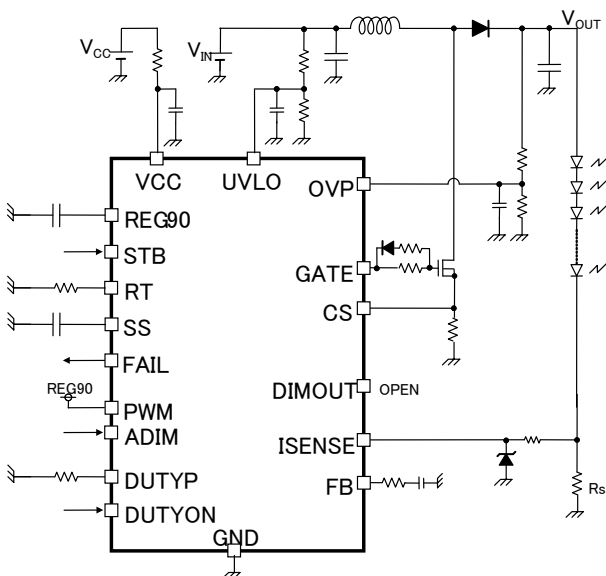 VOUT
VCC
VIN
VCC
UVLO
OVP
REG90
STB
GATE
RT
CS
SS
FAIL
DIMOUT
OPEN
REG90
PWM
ADIM
ISENSE
DUTYP
FB
Rs
DUTYON
GND